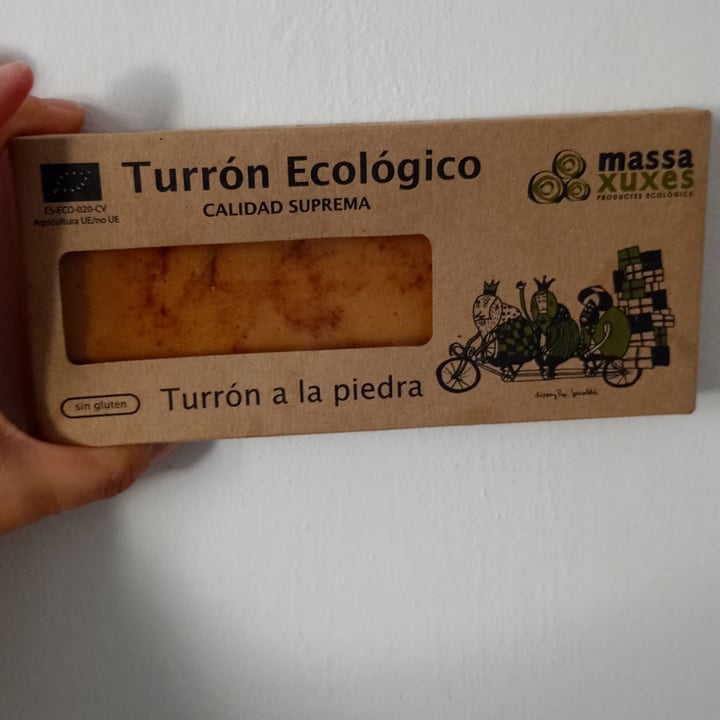 Turrón Ecológico
CALIDAD SUPREMA
ES-ECO-020-CV
Agricultura UE/no UE
massa
xuxes
PRODUCTES ECOLÒGICS
sin gluten
Turrón a la piedra